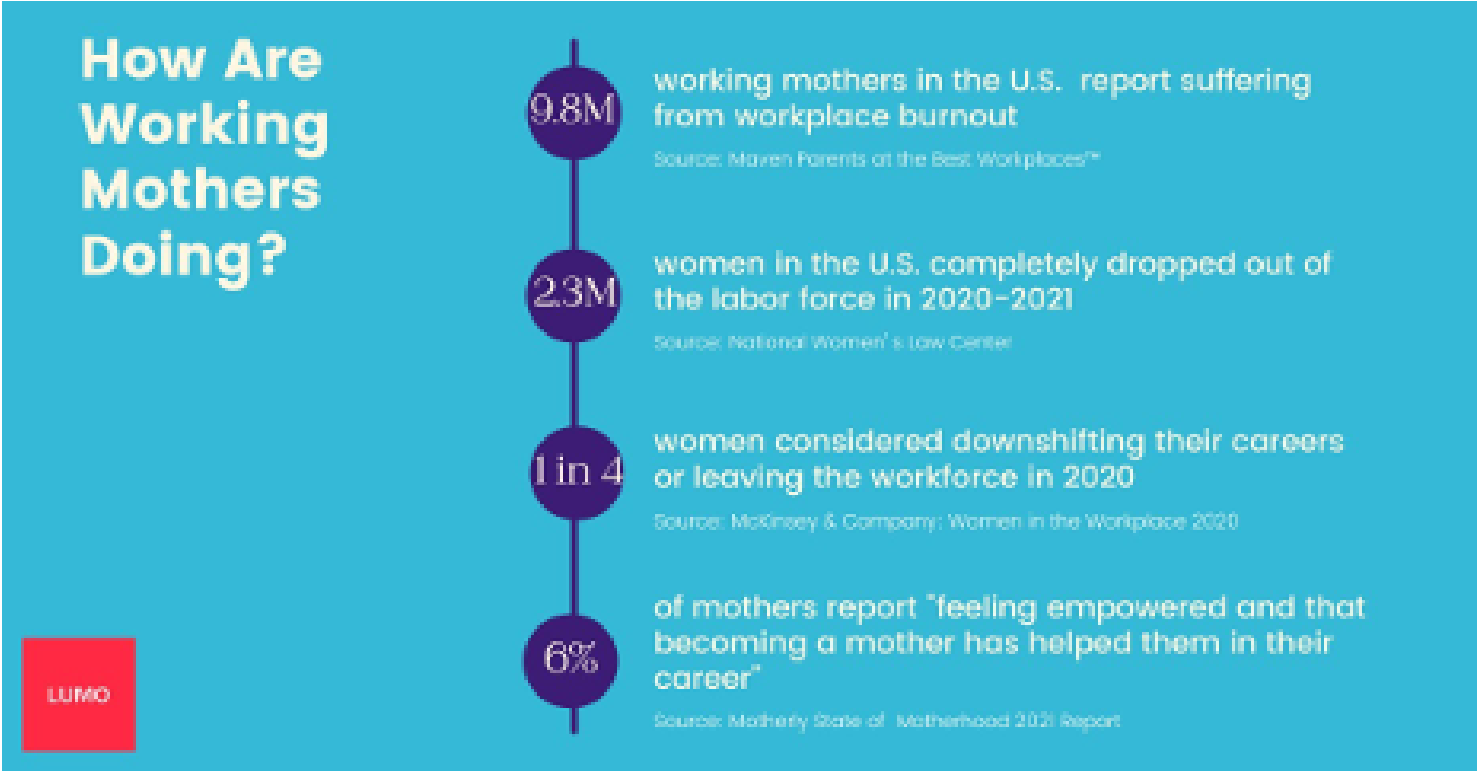 How Are
Working
Mothers
Doing?
9.8M
working mothers in the U.S. report suffering
from workplace burnout
Source: Maven Parents at the Best Workplaces™
2.3M
women in the U.S. completely dropped out of
the labor force in 2020-2021
Source: National Women's Law Center
1 in 4
women considered downshifting their careers
or leaving the workforce in 2020
Source: McKinsey & Company: Women in the Workplace 2020
6%
of mothers report "feeling empowered and that
becoming a mother has helped them in their
career"
Source: Motherly State of Motherhood 2021 Report
LUMO